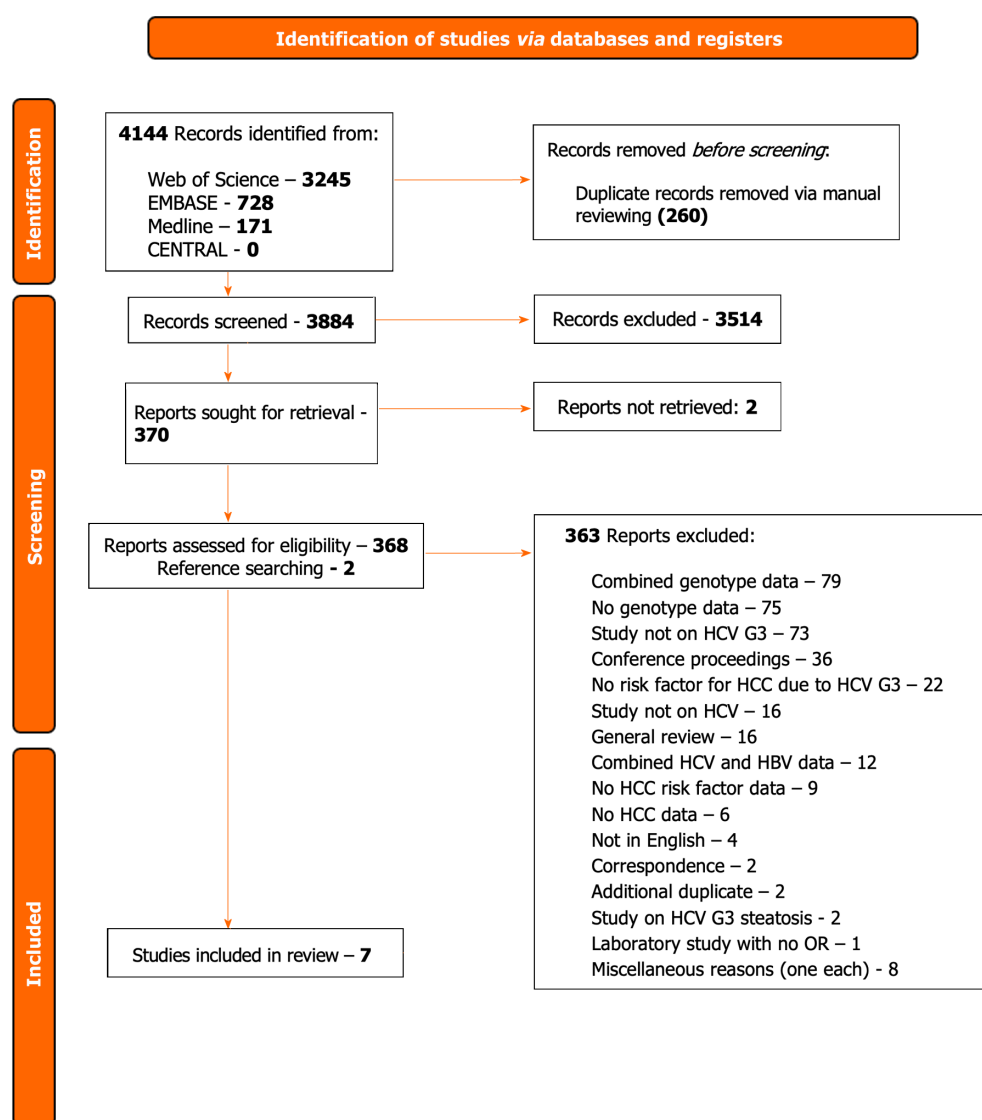 Identification of studies via databases and registers
Identification
4144 Records identified from:
Web of Science – 3245
EMBASE - 728
Medline – 171
CENTRAL - 0
Records removed before screening:
Duplicate records removed via manual
reviewing (260)
Screening
Records screened - 3884
Records excluded - 3514
Reports sought for retrieval -
370
Reports not retrieved: 2
Reports assessed for eligibility – 368
Reference searching - 2
363 Reports excluded:
Combined genotype data – 79
No genotype data – 75
Study not on HCV G3 – 73
Conference proceedings – 36
No risk factor for HCC due to HCV G3 – 22
Study not on HCV – 16
General review – 16
Combined HCV and HBV data – 12
No HCC risk factor data – 9
No HCC data – 6
Not in English – 4
Correspondence – 2
Additional duplicate – 2
Study on HCV G3 steatosis - 2
Laboratory study with no OR – 1
Miscellaneous reasons (one each) - 8
Included
Studies included in review – 7